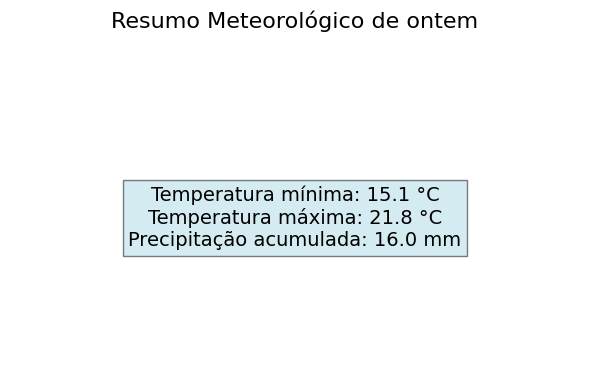 Resumo Meteorológico de ontem
Temperatura mínima: 15.1 °C
Temperatura máxima: 21.8 °C
Precipitação acumulada: 16.0 mm